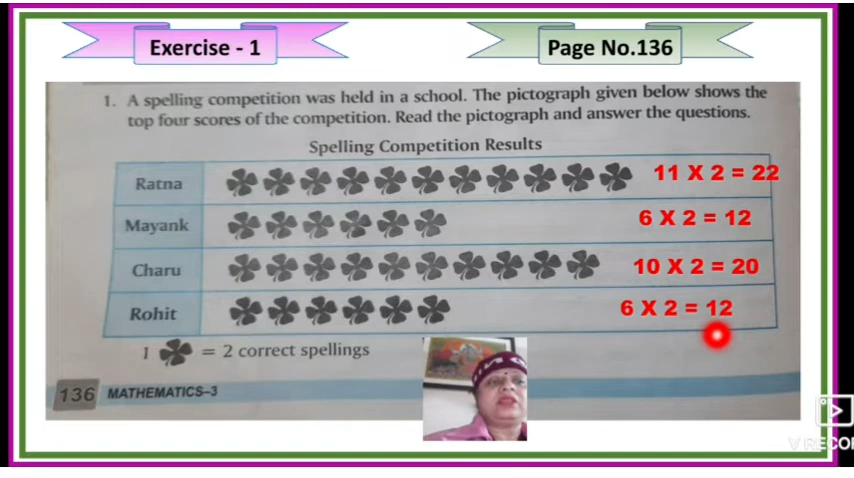 Exercise - 1
Page No.136
1. A spelling competition was held in a school. The pictograph given below shows the
top four scores of the competition. Read the pictograph and answer the questions.
Spelling Competition Results
Ratna 11 X 2 = 22
Mayank 6 X 2 = 12
Charu 10 X 2 = 20
Rohit 6 X 2 = 12
1 = 2 correct spellings
136 MATHEMATICS–3